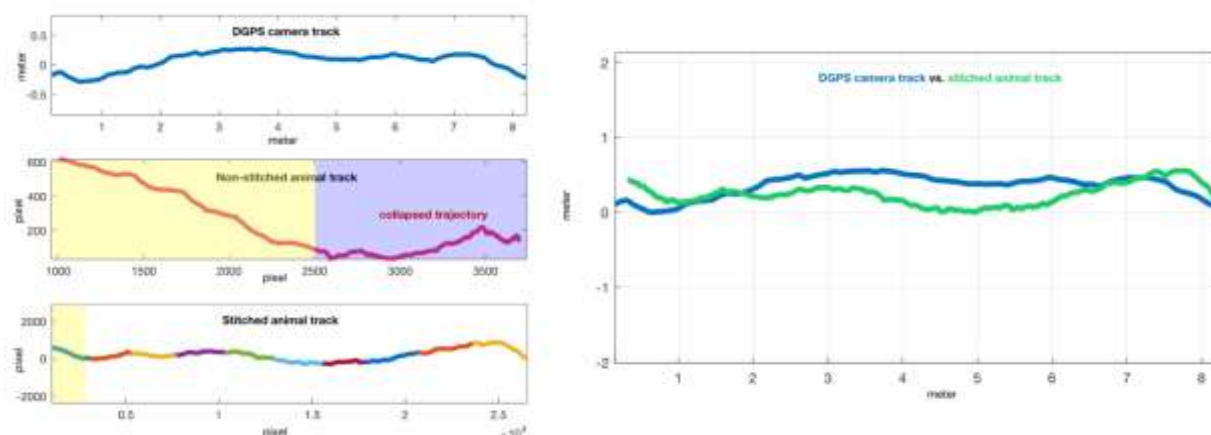 DGPS camera track
meter
0.5
0
-0.5
1 2 3 4 5 6 7 8
meter
Non-stitched animal track
collapsed trajectory
pixel
600
400
200
1000 1500 2000 2500 3000 3500
pixel
Stitched animal track
pixel
2000
0
-2000
0.5 1 1.5 2 2.5
pixel
DGPS camera track vs. stitched animal track
meter
2
1
0
-1
-2
1 2 3 4 5 6 7 8
meter